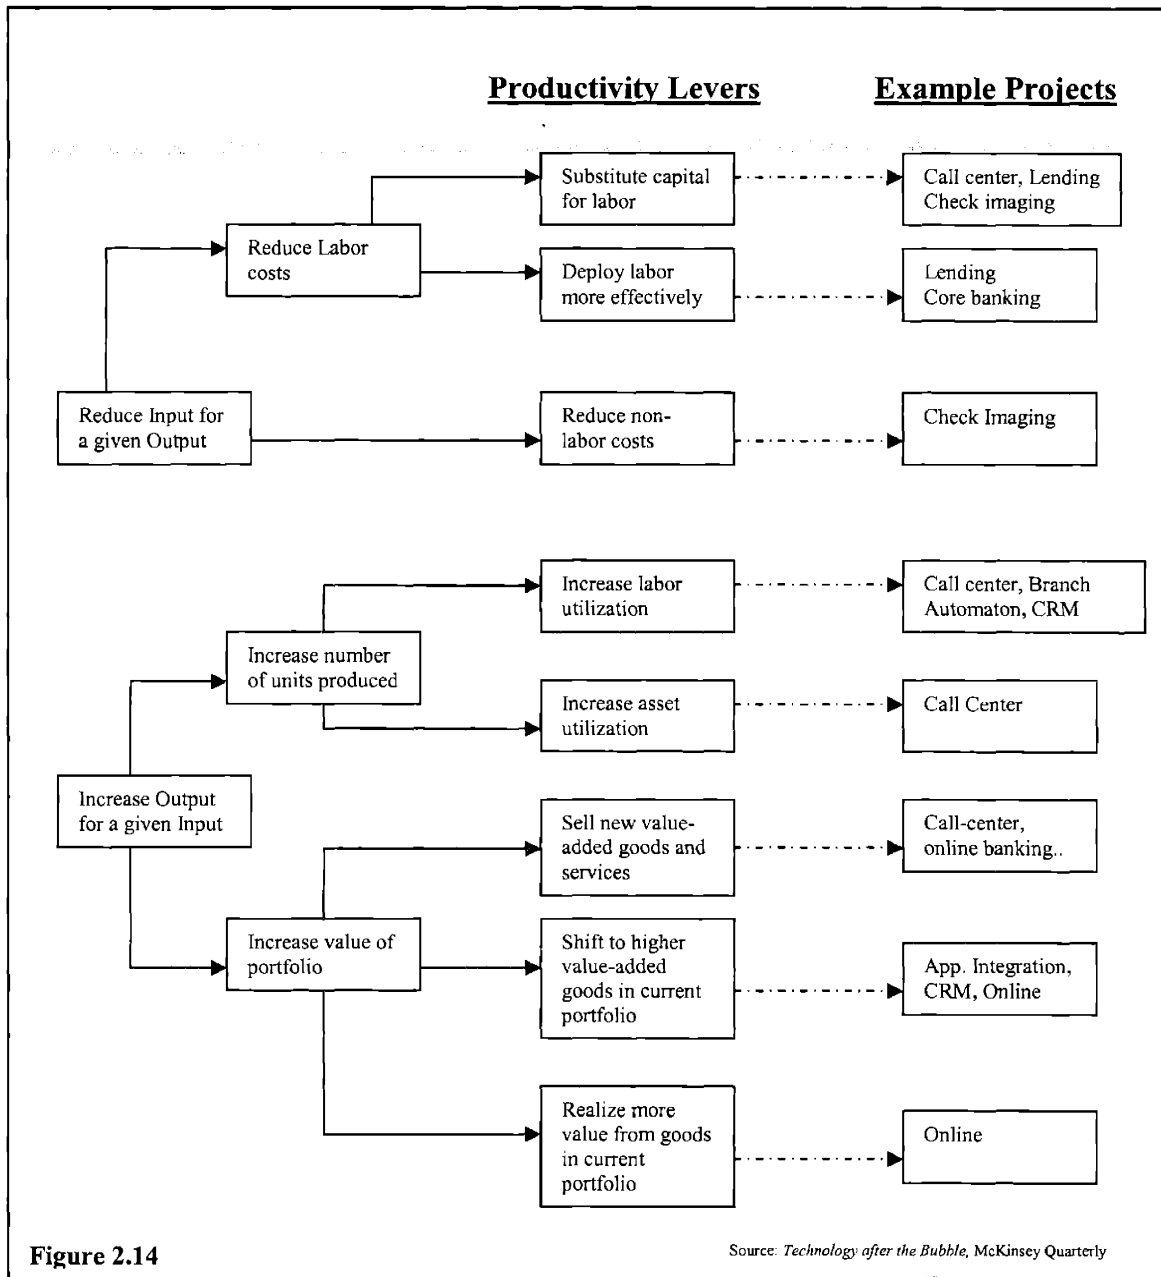 Productivity Levers
Example Projects
Substitute capital
for labor
Call center, Lending
Check imaging
Reduce Labor
costs
Deploy labor
more effectively
Lending
Core banking
Reduce Input for
a given Output
Reduce non-
labor costs
Check Imaging
Increase labor
utilization
Call center, Branch
Automaton, CRM
Increase number
of units produced
Increase asset
utilization
Call Center
Increase Output
for a given Input
Sell new value-
added goods and
services
Call-center,
online banking..
Increase value of
portfolio
Shift to higher
value-added
goods in current
portfolio
App. Integration,
CRM, Online
Realize more
value from goods
in current
portfolio
Online
Figure 2.14
Source: Technology after the Bubble, McKinsey Quarterly